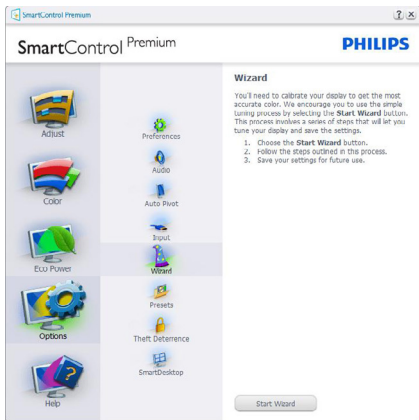 SmartControl Premium
SmartControl Premium
PHILIPS
Adjust
Color
Eco Power
Options
Help
Preferences
Audio
Auto Pivot
Input
Wizard
Presets
Theft Deterrence
SmartDesktop
Wizard
You'll need to calibrate your display to get the most
accurate color. We encourage you to use the simple
tuning process by selecting the Start Wizard button.
This process involves a series of steps that will let you
tune your display and save the settings.
1. Choose the Start Wizard button.
2. Follow the steps outlined in this process.
3. Save your settings for future use.
Start Wizard